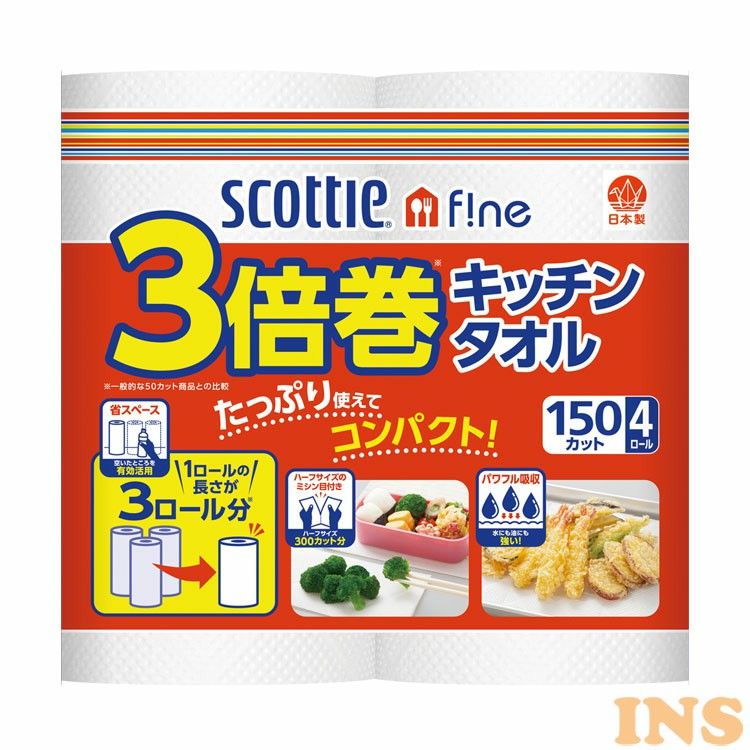 scottie® f!ne
日本製
3倍巻※
キッチン
タオル
※一般的な50カット商品との比較
たっぷり使えて
コンパクト!
150
カット
4
ロール
省スペース
空いたところを
有効活用
1ロールの
長さが
3ロール分※
ハーフサイズの
ミシン目付き
ハーフサイズ
300カット分
パワフル吸収
水にも油にも
強い!
INS